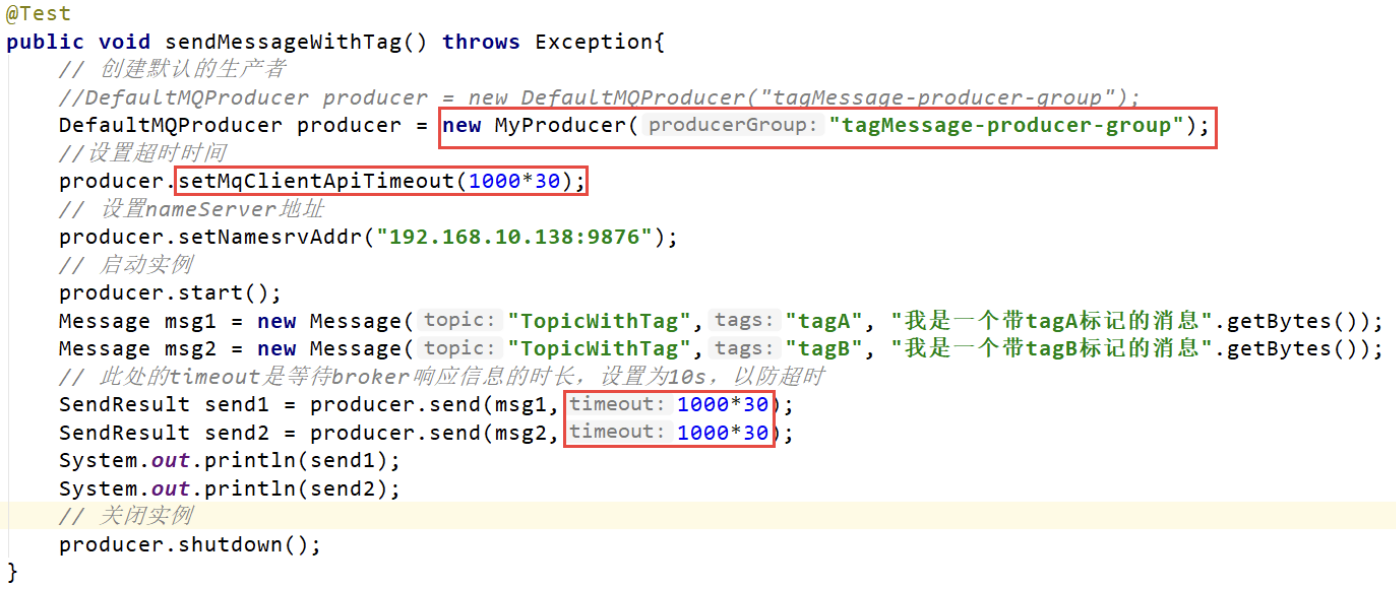 @Test
public void sendMessageWithTag() throws Exception{
// 创建默认的生产者
//DefaultMQProducer producer = new DefaultMQProducer("tagMessage-producer-group");
DefaultMQProducer producer = new MyProducer( producerGroup: "tagMessage-producer-group");
//设置超时时间
producer.setMqClientApiTimeout(1000*30);
// 设置nameServer地址
producer.setNamesrvAddr("192.168.10.138:9876");
// 启动实例
producer.start();
Message msg1 = new Message( topic: "TopicWithTag", tags: "tagA", "我是一个带tagA标记的消息".getBytes());
Message msg2 = new Message( topic: "TopicWithTag", tags: "tagB", "我是一个带tagB标记的消息".getBytes());
// 此处的timeout是等待broker响应信息的时长，设置为10s，以防超时
SendResult send1 = producer.send(msg1, timeout: 1000*30);
SendResult send2 = producer.send(msg2, timeout: 1000*30);
System.out.println(send1);
System.out.println(send2);
// 关闭实例
producer.shutdown();
}